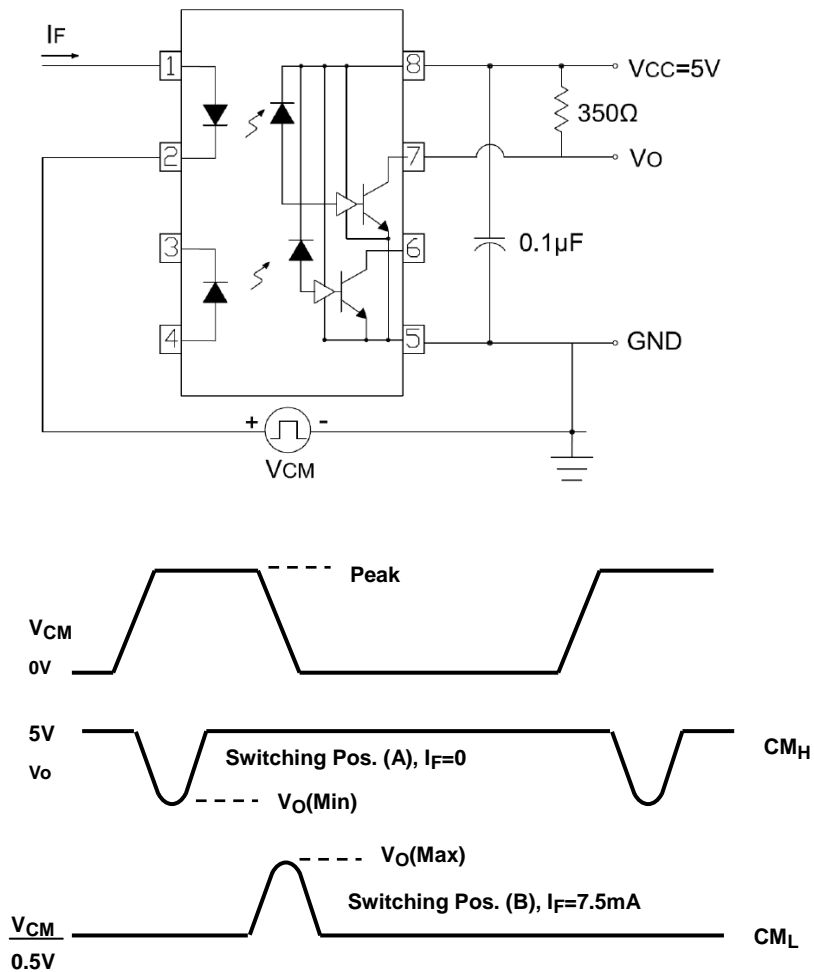 IF
1
8
VCC=5V
350Ω
2
7
VO
3
6
0.1µF
4
5
GND
+
-
VCM
Peak
VCM
0V
5V
Switching Pos. (A), IF=0
CMH
Vo
VO(Min)
VO(Max)
Switching Pos. (B), IF=7.5mA
VCM
CML
0.5V